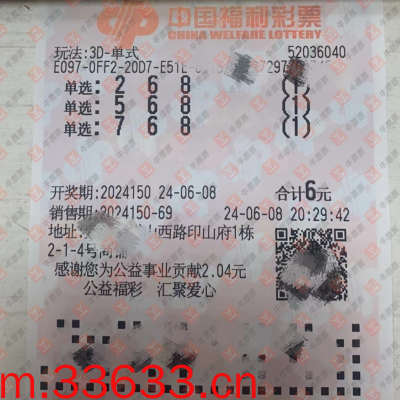 中国福利彩票
CHINA WELFARE LOTTERY
玩法:3D-单式 52036040
E097-0FF2-20D7-E51E-
单选: 2 6 8 (1)
单选: 5 6 8 (1)
单选: 7 6 8 (1)
开奖期:2024150 24-06-08 合计6元
销售期:2024150-69 24-06-08 20:29:42
地址: 西路印山府1栋
2-1-4号商铺
感谢您为公益事业贡献2.04元
公益福彩 汇聚爱心
m.33633.cn